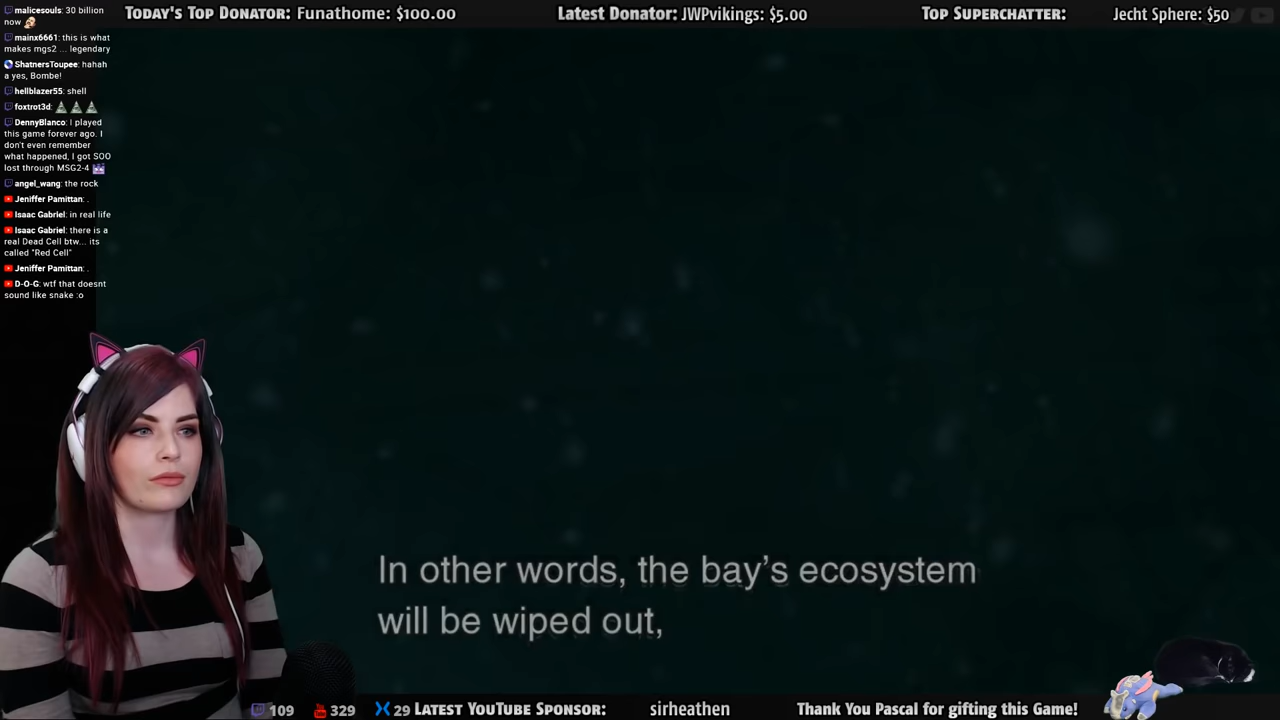 TODAY'S TOP DONATOR: Funathome: $100.00
Latest Donator: JWPvikings: $5.00
TOP SUPERCHATTER: Jecht Sphere: $50
malicesouls: 30 billion
now
mainx6661: this is what
makes mgs2 ... legendary
ShatnersToupee: hahah
a yes, Bombe!
hellblazer55: shell
foxtrot3d:
DennyBlanco: I played
this game forever ago. I
don't even remember
what happened, I got SOO
lost through MSG2-4
angel_wang: the rock
Jeniffer Pamittan: .
Isaac Gabriel: in real life
Isaac Gabriel: there is a
real Dead Cell btw... its
called "Red Cell"
Jeniffer Pamittan: .
D-O-G: wtf that doesnt
sound like snake :o
In other words, the bay's ecosystem
will be wiped out,
109 329 29 LATEST YOUTUBE SPONSOR: sirheathen Thank You Pascal for gifting this Game!